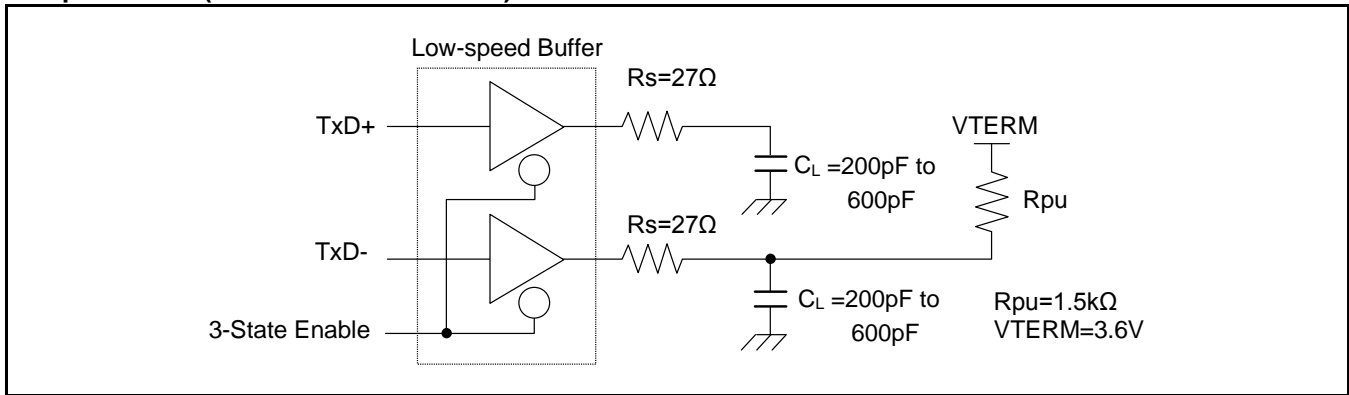 Low-speed Buffer
Rs=27Ω
TxD+
VTERM
CL =200pF to
600pF
Rpu
Rs=27Ω
TxD-
CL =200pF to
600pF
Rpu=1.5kΩ
VTERM=3.6V
3-State Enable